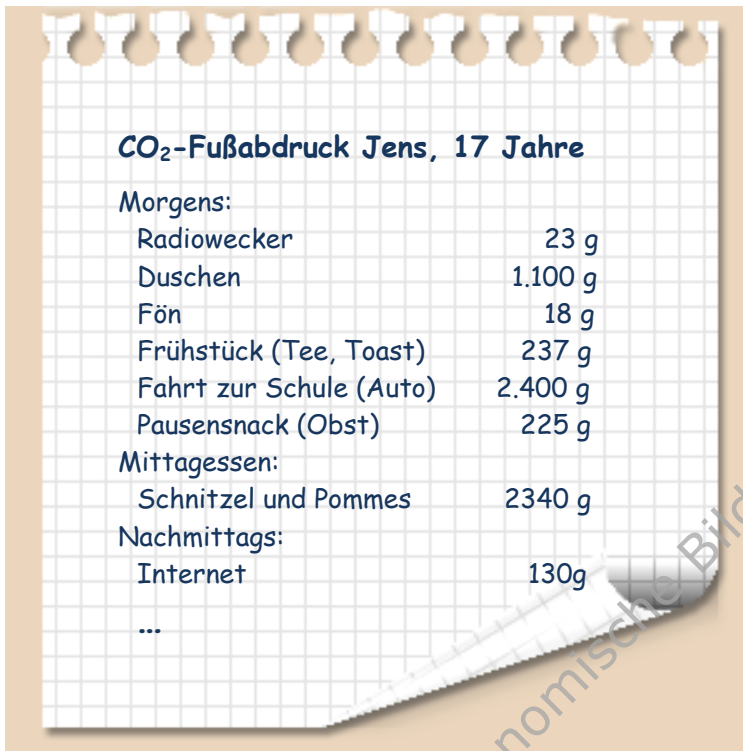 CO₂-Fußabdruck Jens, 17 Jahre
Morgens:
Radiowecker 23 g
Duschen 1.100 g
Fön 18 g
Frühstück (Tee, Toast) 237 g
Fahrt zur Schule (Auto) 2.400 g
Pausensnack (Obst) 225 g
Mittagessen:
Schnitzel und Pommes 2340 g
Nachmittags:
Internet 130g
...